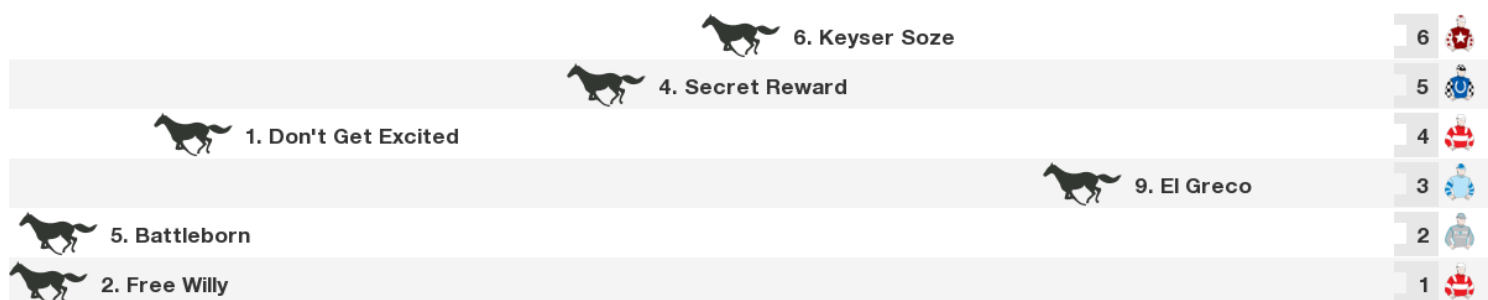 6. Keyser Soze 6
4. Secret Reward 5
1. Don't Get Excited 4
9. El Greco 3
5. Battleborn 2
2. Free Willy 1